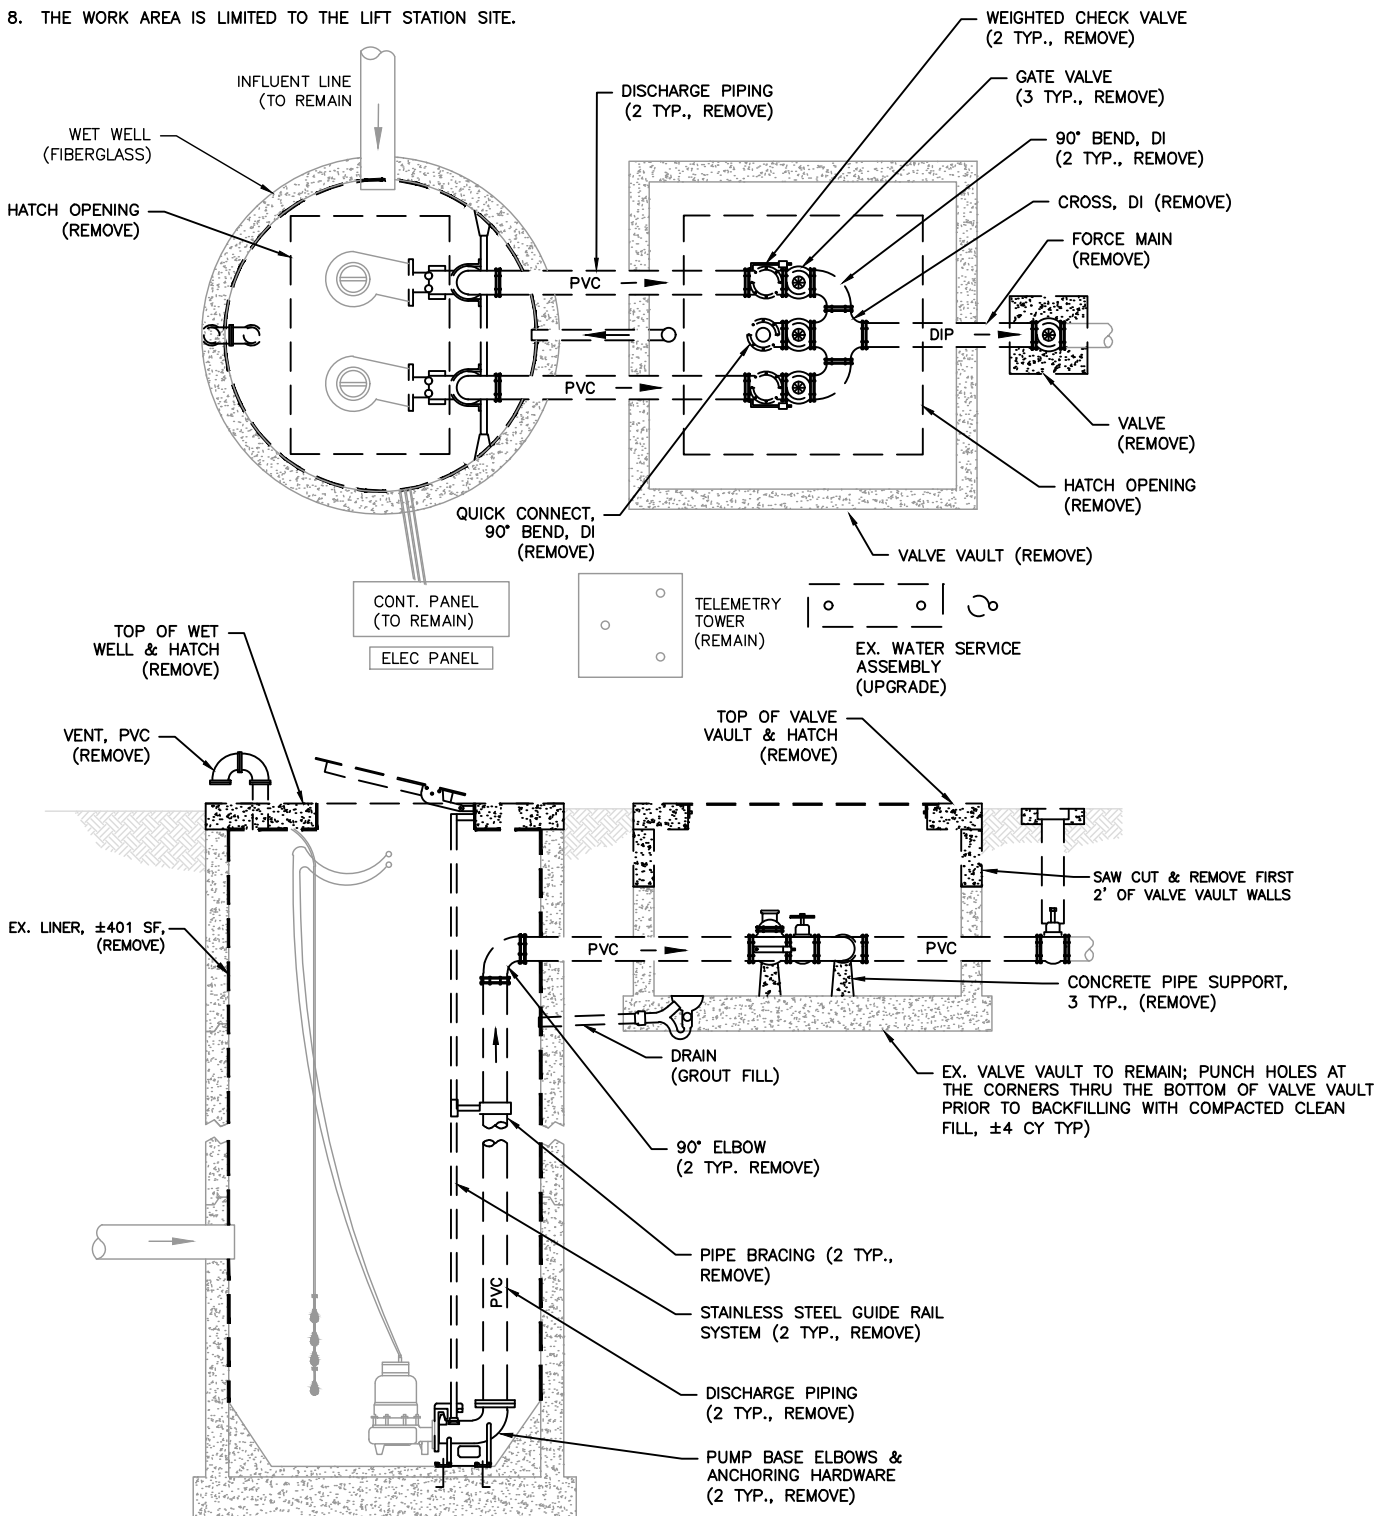 8. THE WORK AREA IS LIMITED TO THE LIFT STATION SITE.
WEIGHTED CHECK VALVE
(2 TYP., REMOVE)
INFLUENT LINE
(TO REMAIN
DISCHARGE PIPING
(2 TYP., REMOVE)
GATE VALVE
(3 TYP., REMOVE)
WET WELL
(FIBERGLASS)
90° BEND, DI
(2 TYP., REMOVE)
HATCH OPENING
(REMOVE)
CROSS, DI (REMOVE)
FORCE MAIN
(REMOVE)
PVC
DIP
PVC
VALVE
(REMOVE)
HATCH OPENING
(REMOVE)
QUICK CONNECT,
90° BEND, DI
(REMOVE)
VALVE VAULT (REMOVE)
CONT. PANEL
(TO REMAIN)
ELEC PANEL
TELEMETRY
TOWER
(REMAIN)
EX. WATER SERVICE
ASSEMBLY
(UPGRADE)
TOP OF WET
WELL & HATCH
(REMOVE)
VENT, PVC
(REMOVE)
TOP OF VALVE
VAULT & HATCH
(REMOVE)
SAW CUT & REMOVE FIRST
2' OF VALVE VAULT WALLS
EX. LINER, ±401 SF,
(REMOVE)
PVC
PVC
CONCRETE PIPE SUPPORT,
3 TYP., (REMOVE)
DRAIN
(GROUT FILL)
EX. VALVE VAULT TO REMAIN; PUNCH HOLES AT
THE CORNERS THRU THE BOTTOM OF VALVE VAULT
PRIOR TO BACKFILLING WITH COMPACTED CLEAN
FILL, ±4 CY TYP)
90° ELBOW
(2 TYP. REMOVE)
PIPE BRACING (2 TYP.,
REMOVE)
PVC
STAINLESS STEEL GUIDE RAIL
SYSTEM (2 TYP., REMOVE)
DISCHARGE PIPING
(2 TYP., REMOVE)
PUMP BASE ELBOWS &
ANCHORING HARDWARE
(2 TYP., REMOVE)